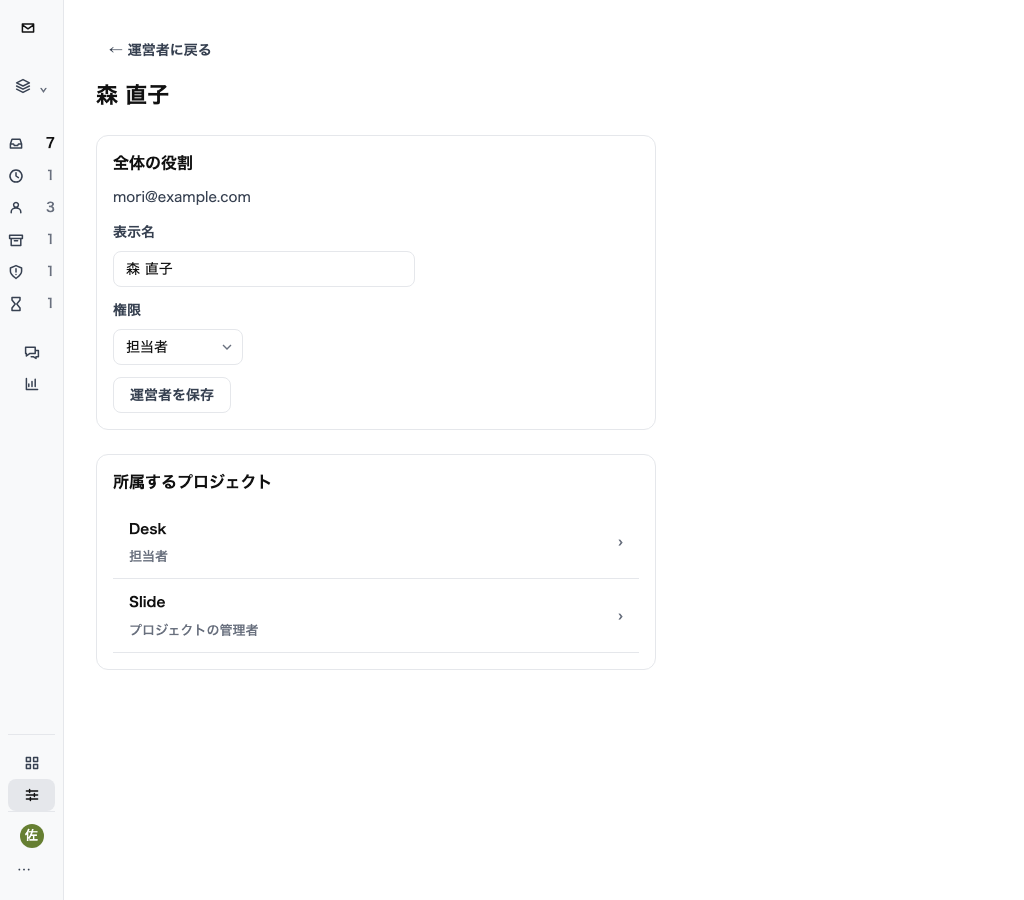 ← 運営者に戻る
森 直子
7
1
3
1
1
1
全体の役割
mori@example.com
表示名
森 直子
権限
担当者
運営者を保存
所属するプロジェクト
Desk
担当者
Slide
プロジェクトの管理者
佐
…